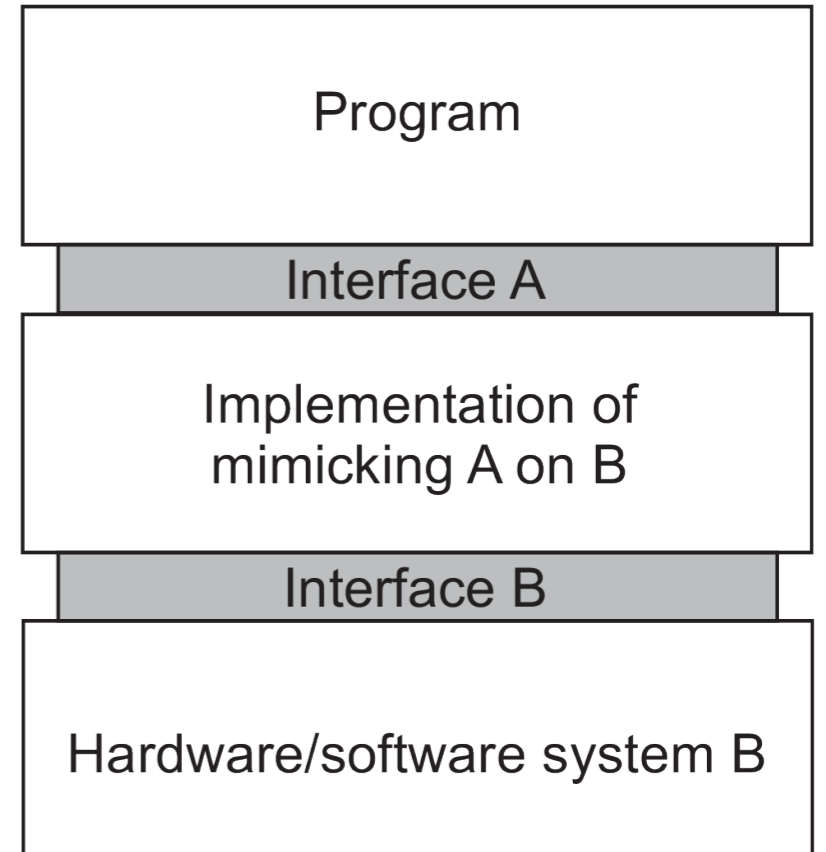 Program
Interface A
Implementation of
mimicking A on B
Interface B
Hardware/software system B